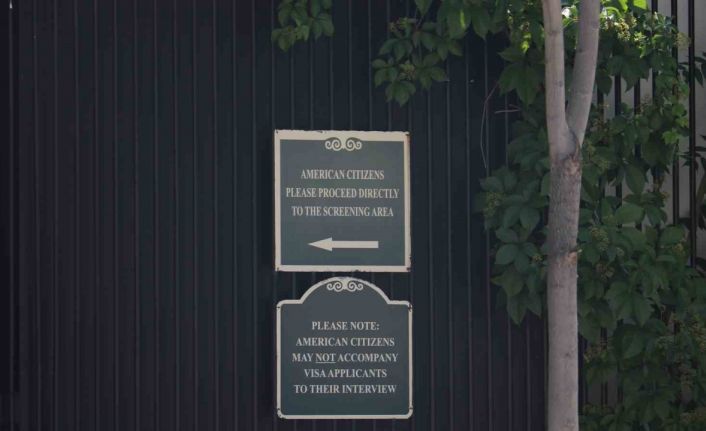 AMERICAN CITIZENS
PLEASE PROCEED DIRECTLY
TO THE SCREENING AREA
PLEASE NOTE:
AMERICAN CITIZENS
MAY NOT ACCOMPANY
VISA APPLICANTS
TO THEIR INTERVIEW